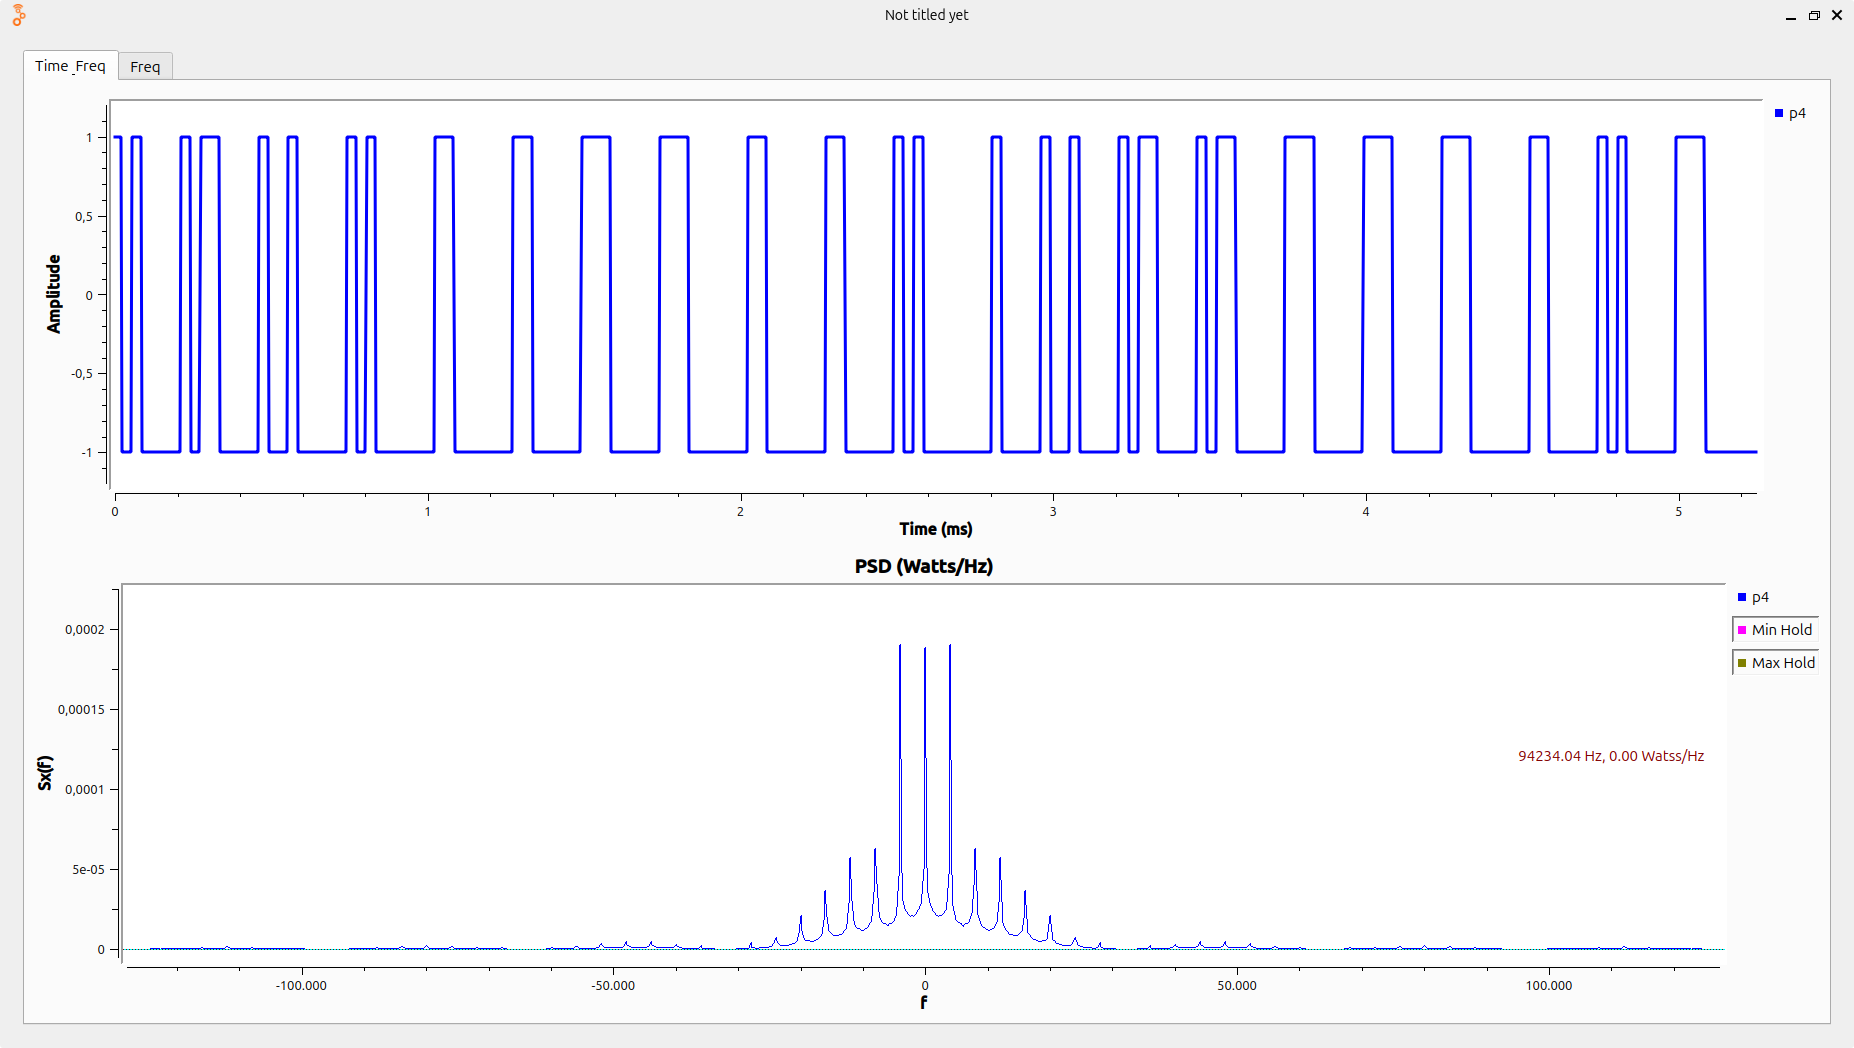 Not titled yet
Time_Freq
Freq
Amplitude
1
0,5
0
-0,5
-1
p4
0
1
2
3
4
5
Time (ms)
PSD (Watts/Hz)
Sx(f)
0,0002
0,00015
0,0001
5e-05
0
p4
Min Hold
Max Hold
94234.04 Hz, 0.00 Watss/Hz
-100.000
-50.000
0
50.000
100.000
f